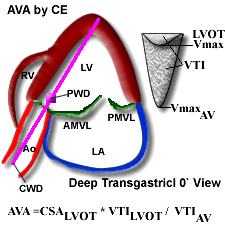 AVA by CE
LVOT
Vmax
VTI
LV
RV
PWD
AMVL
PMVL
Vmax
AV
Ao
LA
CWD
Deep Transgastricl 0` View
AVA =CSA LVOT * VTI LVOT / VTI AV